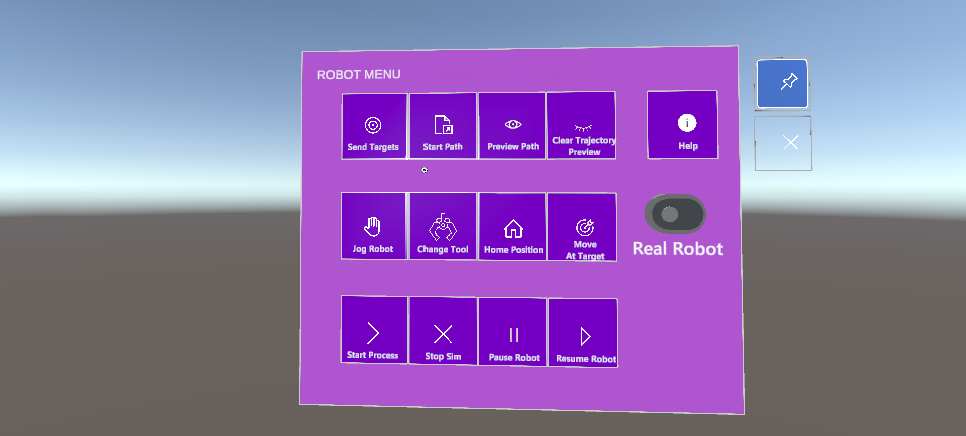 ROBOT MENU
Send Targets
Start Path
Preview Path
Clear Trajectory
Preview
Help
Jog Robot
Change Tool
Home Position
Move
At Target
Real Robot
Start Process
Stop Sim
Pause Robot
Resume Robot